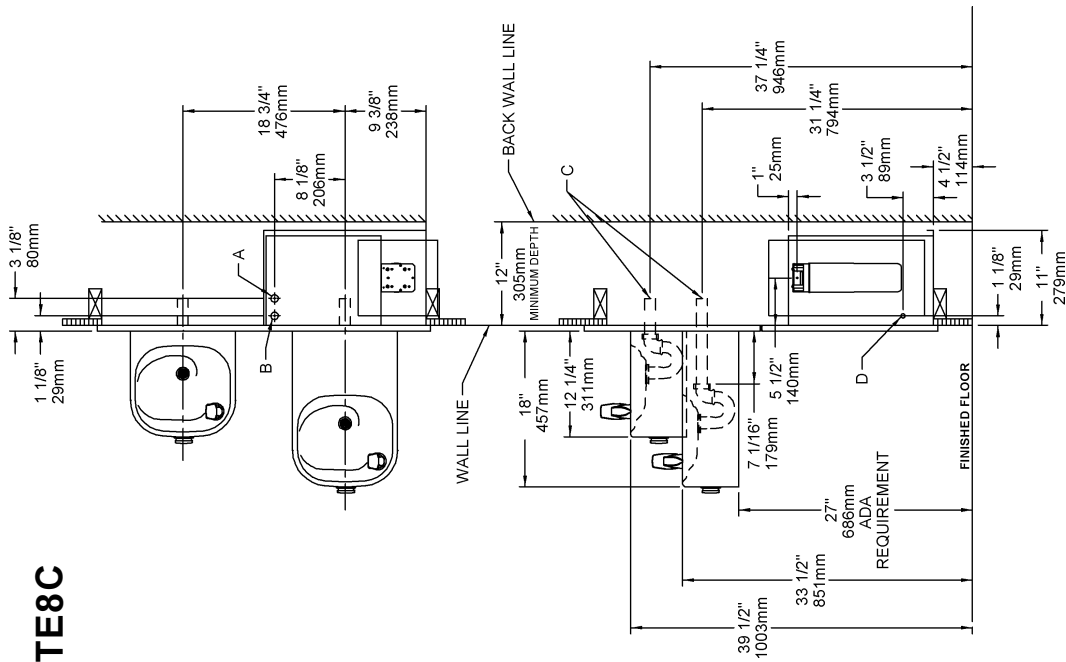 TE8C
3 1/8"
80mm
1 1/8"
29mm
18 3/4"
476mm
9 3/8"
238mm
8 1/8"
206mm
A
B
WALL LINE
BACK WALL LINE
12"
305mm
MINIMUM DEPTH
C
37 1/4"
946mm
31 1/4"
794mm
1"
25mm
3 1/2"
89mm
4 1/2"
114mm
1 1/8"
29mm
11"
279mm
5 1/2"
140mm
D
18"
457mm
12 1/4"
311mm
7 1/16"
179mm
27"
686mm
ADA
REQUIREMENT
FINISHED FLOOR
33 1/2"
851mm
39 1/2"
1003mm